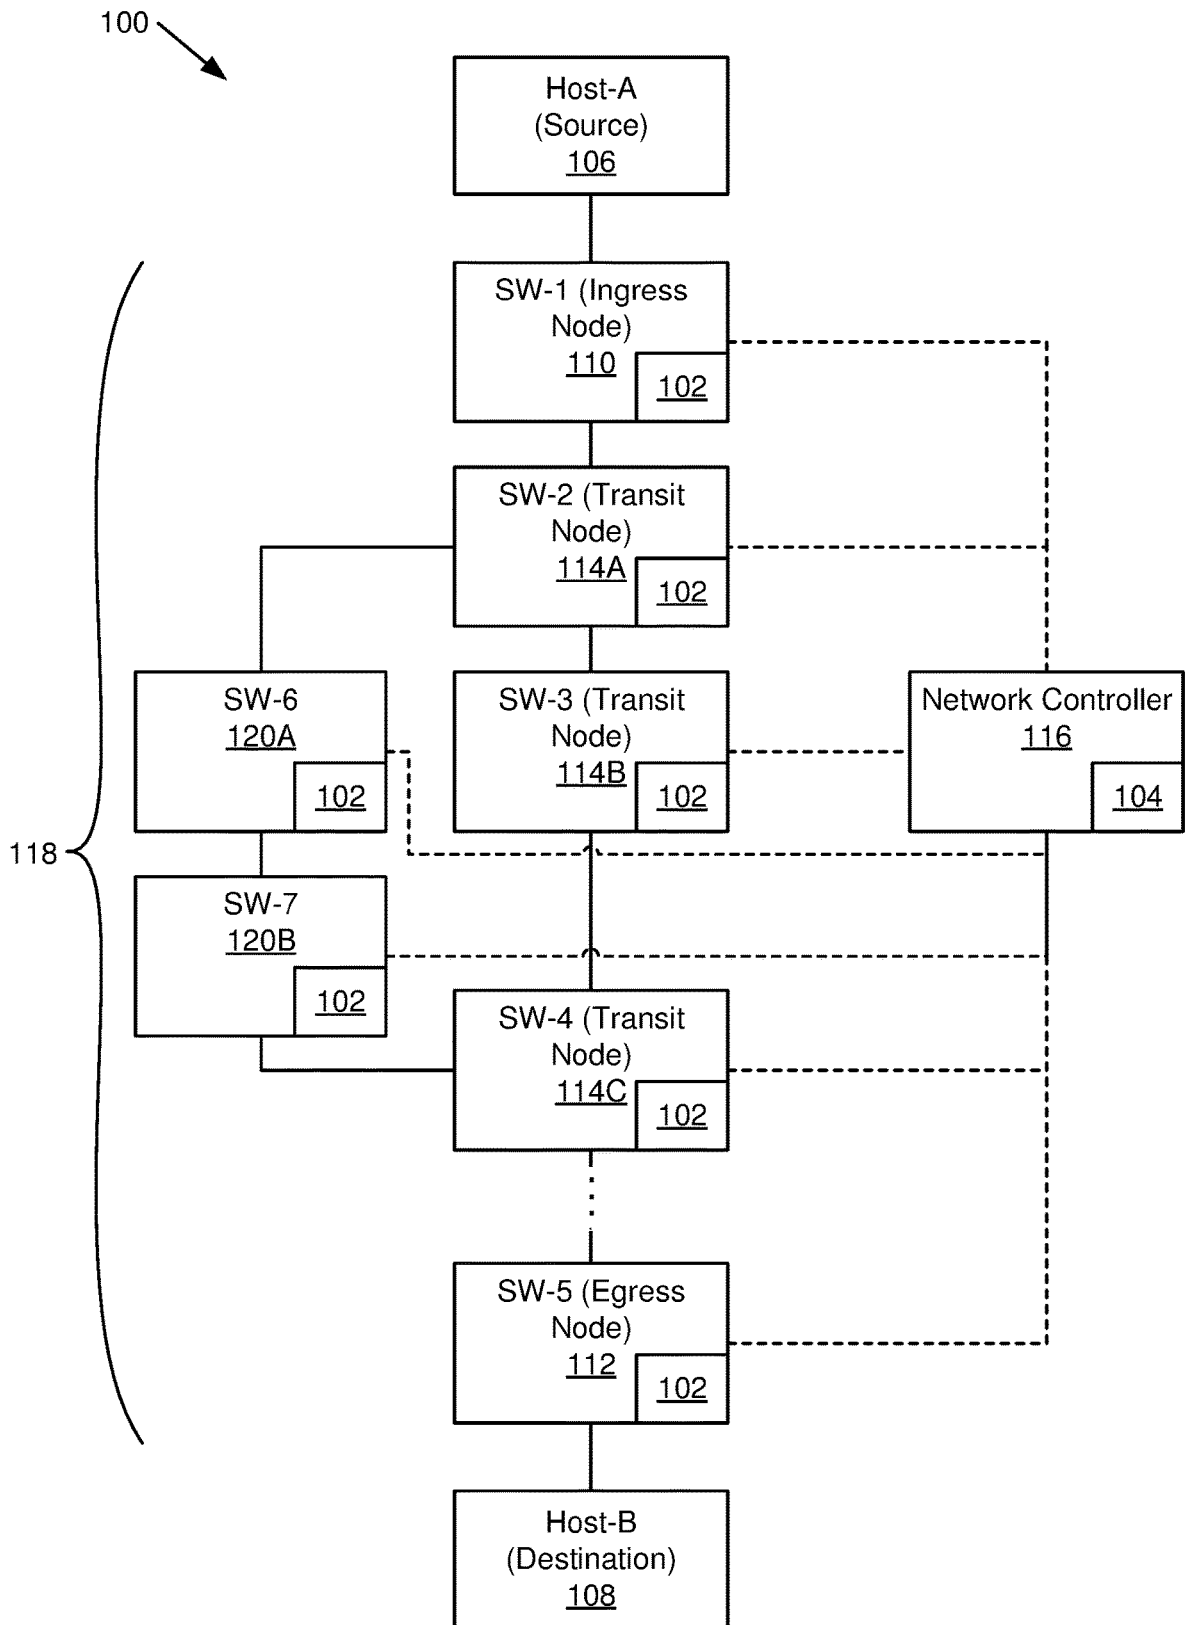 100
Host-A
(Source)
106
SW-1 (Ingress
Node)
110
102
SW-2 (Transit
Node)
114A
102
SW-6
120A
102
SW-3 (Transit
Node)
114B
102
Network Controller
116
104
118
SW-7
120B
102
SW-4 (Transit
Node)
114C
102
SW-5 (Egress
Node)
112
102
Host-B
(Destination)
108